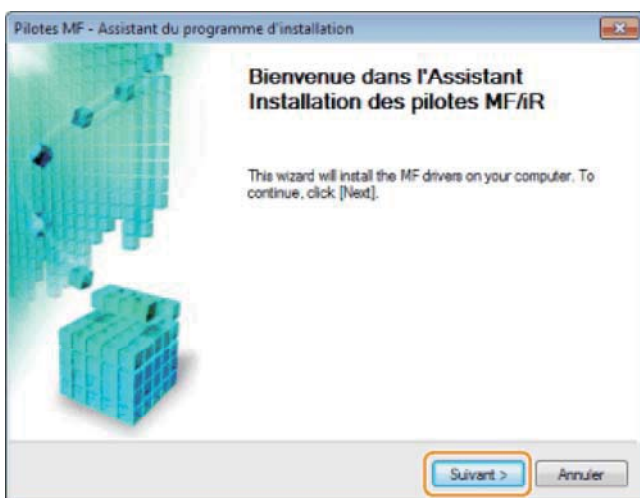 Pilotes MF - Assistant du programme d'installation
Bienvenue dans l'Assistant
Installation des pilotes MF/iR
This wizard will install the MF drivers on your computer. To
continue, click [Next].
Suivant >
Annuler